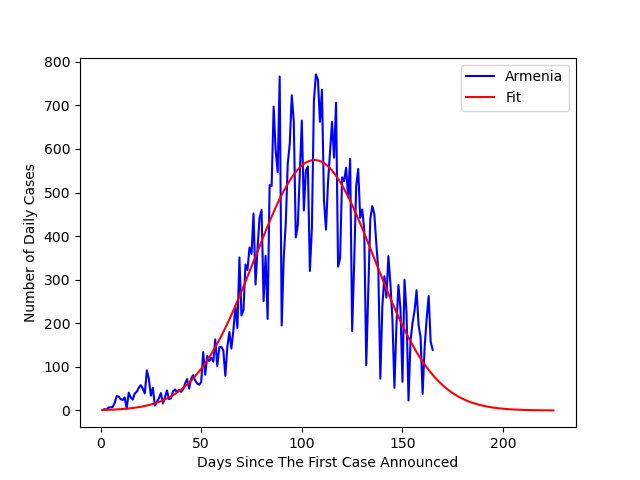 Armenia
Fit
800
700
600
500
400
300
200
100
0
Number of Daily Cases
0 50 100 150 200
Days Since The First Case Announced